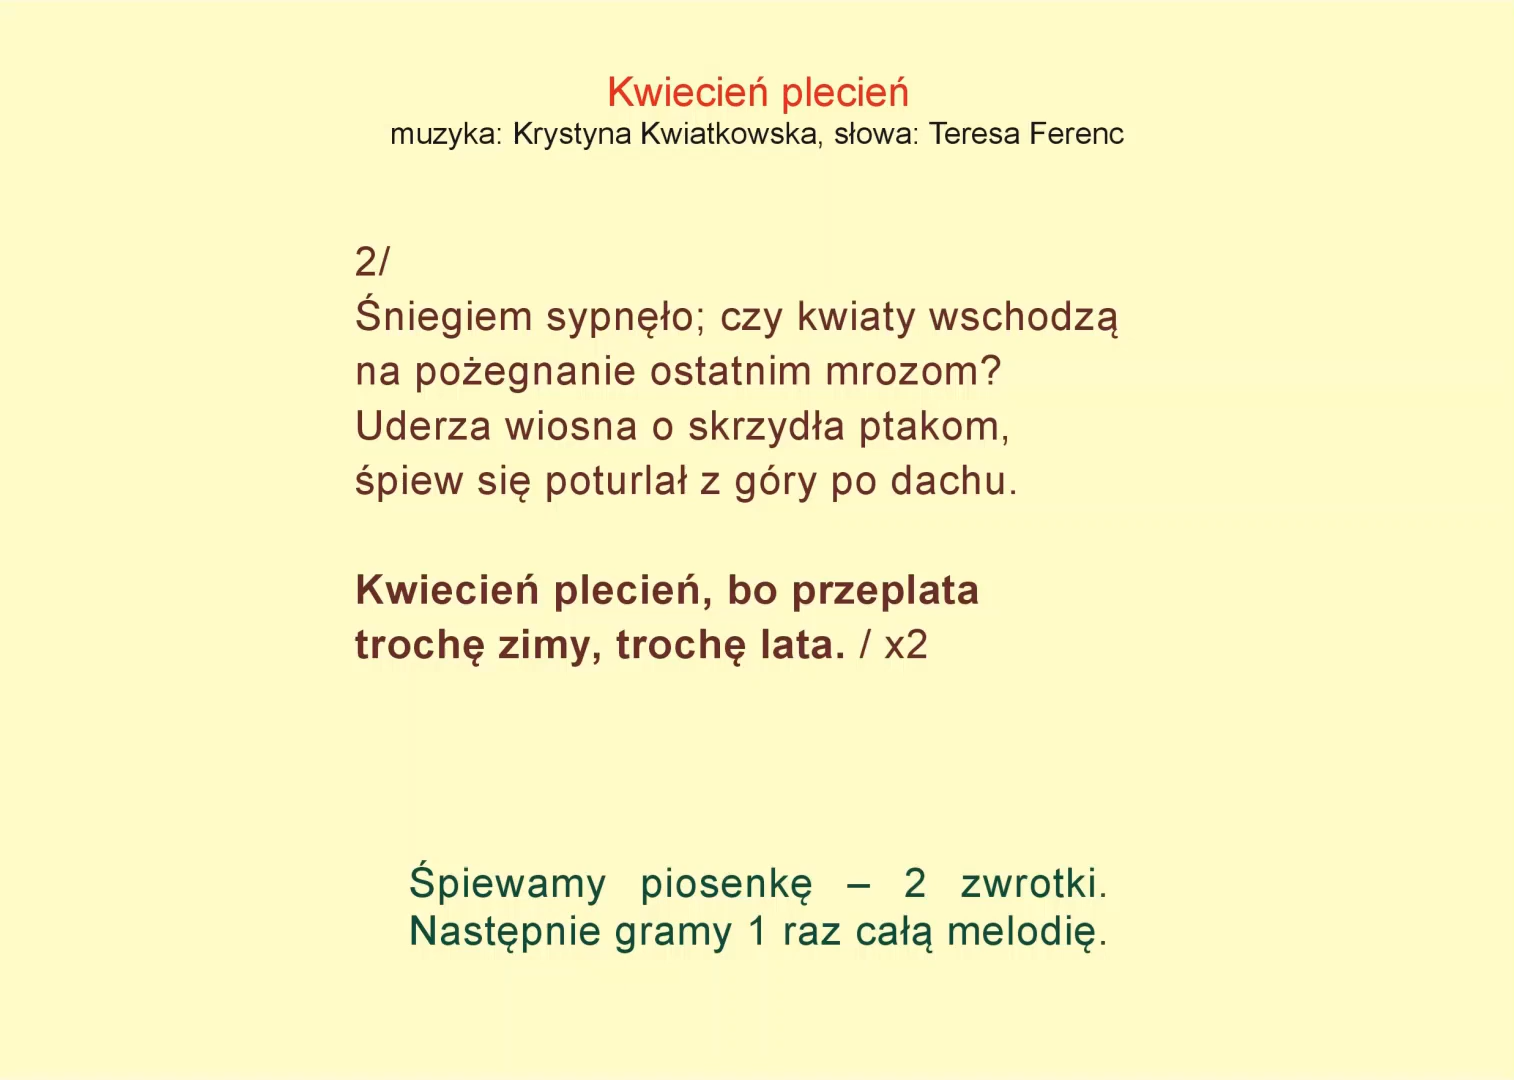 Kwiecień plecień
muzyka: Krystyna Kwiatkowska, słowa: Teresa Ferenc
2/
Śniegiem sypnęło; czy kwiaty wschodzą
na pożegnanie ostatnim mrozom?
Uderza wiosna o skrzydła ptakom,
śpiew się poturlał z góry po dachu.
Kwiecień plecień, bo przeplata
trochę zimy, trochę lata. / x2
Śpiewamy piosenkę – 2 zwrotki.
Następnie gramy 1 raz całą melodię.